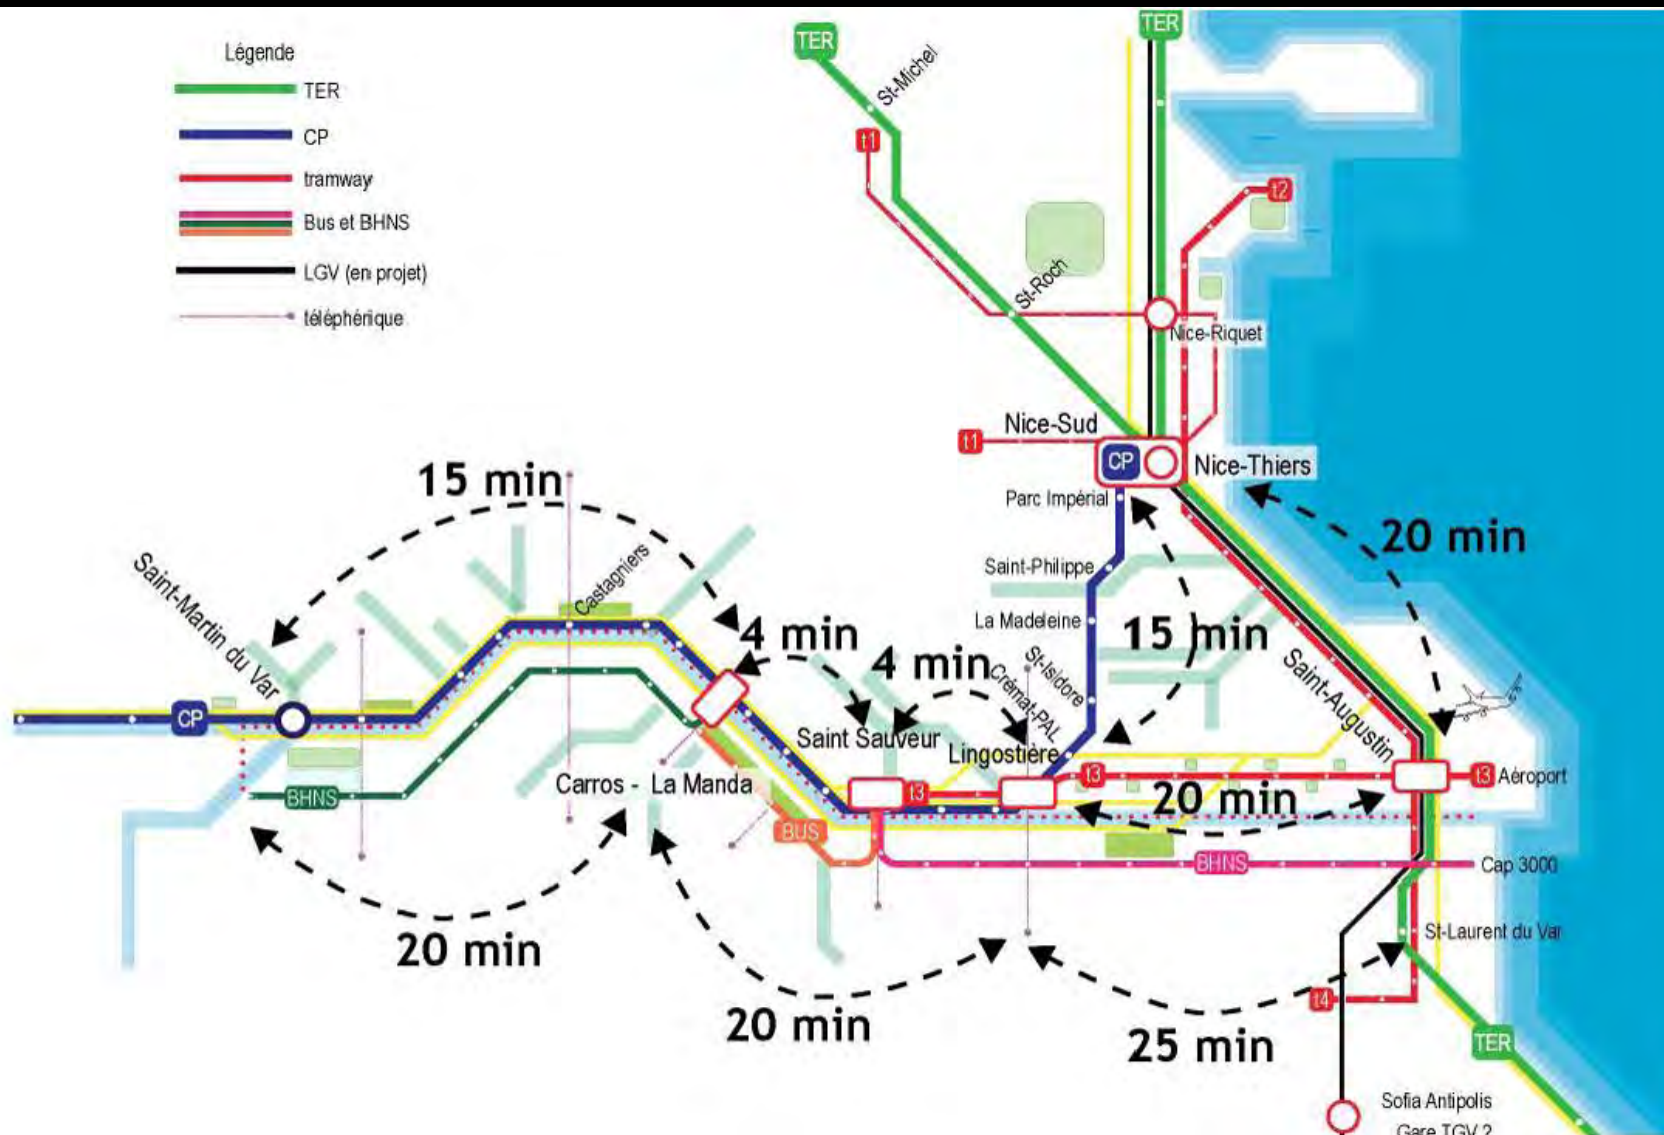 Légende
TER
CP
tramway
Bus et BHNS
LGV (en projet)
téléphérique
TER
TER
St-Michel
t1
t2
St-Roch
Nice-Riquet
Nice-Sud
t1
CP
Nice-Thiers
Parc Impérial
15 min
20 min
Saint-Martin du Var
Castagniers
Saint-Philippe
La Madeleine
4 min
15 min
4 min
St-Isidore
Crémat-PAL
Saint-Augustin
CP
Saint Sauveur
Lingostière
Carros - La Manda
t3
t3
t3
Aéroport
BHNS
20 min
BUS
BHNS
Cap 3000
20 min
St-Laurent du Var
20 min
25 min
t4
TER
Sofia Antipolis
Gare TGV ?